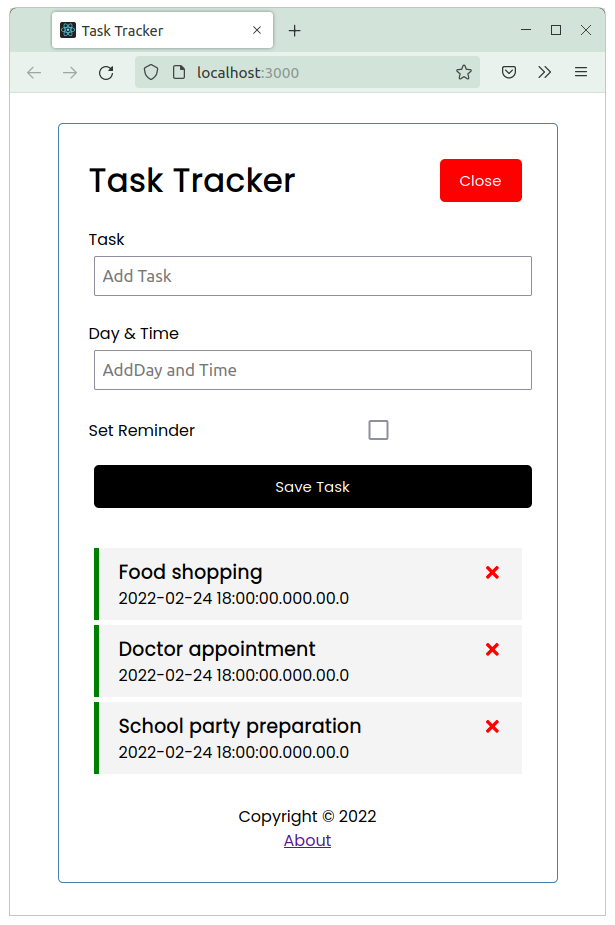 Task Tracker
localhost:3000
Task Tracker
Close
Task
Add Task
Day & Time
AddDay and Time
Set Reminder
Save Task
Food shopping
2022-02-24 18:00:00.000.00.0
Doctor appointment
2022-02-24 18:00:00.000.00.0
School party preparation
2022-02-24 18:00:00.000.00.0
Copyright © 2022
About